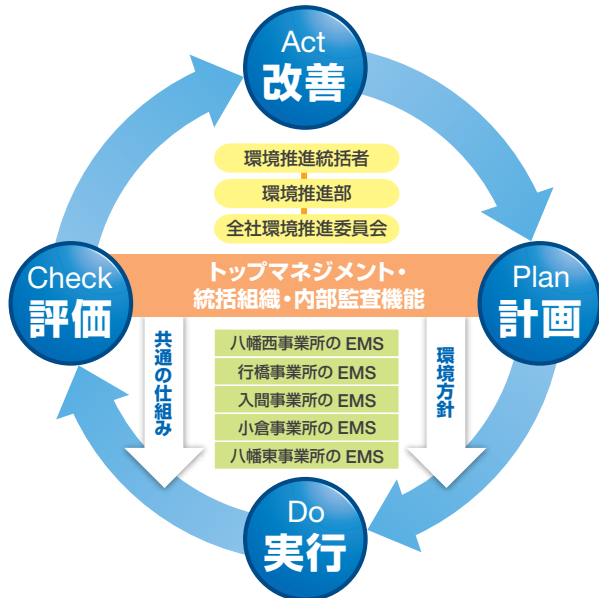 Act
改善
環境推進統括者
環境推進部
全社環境推進委員会
Check
評価
トップマネジメント・
統括組織・内部監査機能
Plan
計画
共通の仕組み
八幡西事業所の EMS
行橋事業所の EMS
入間事業所の EMS
小倉事業所の EMS
八幡東事業所の EMS
環境方針
Do
実行